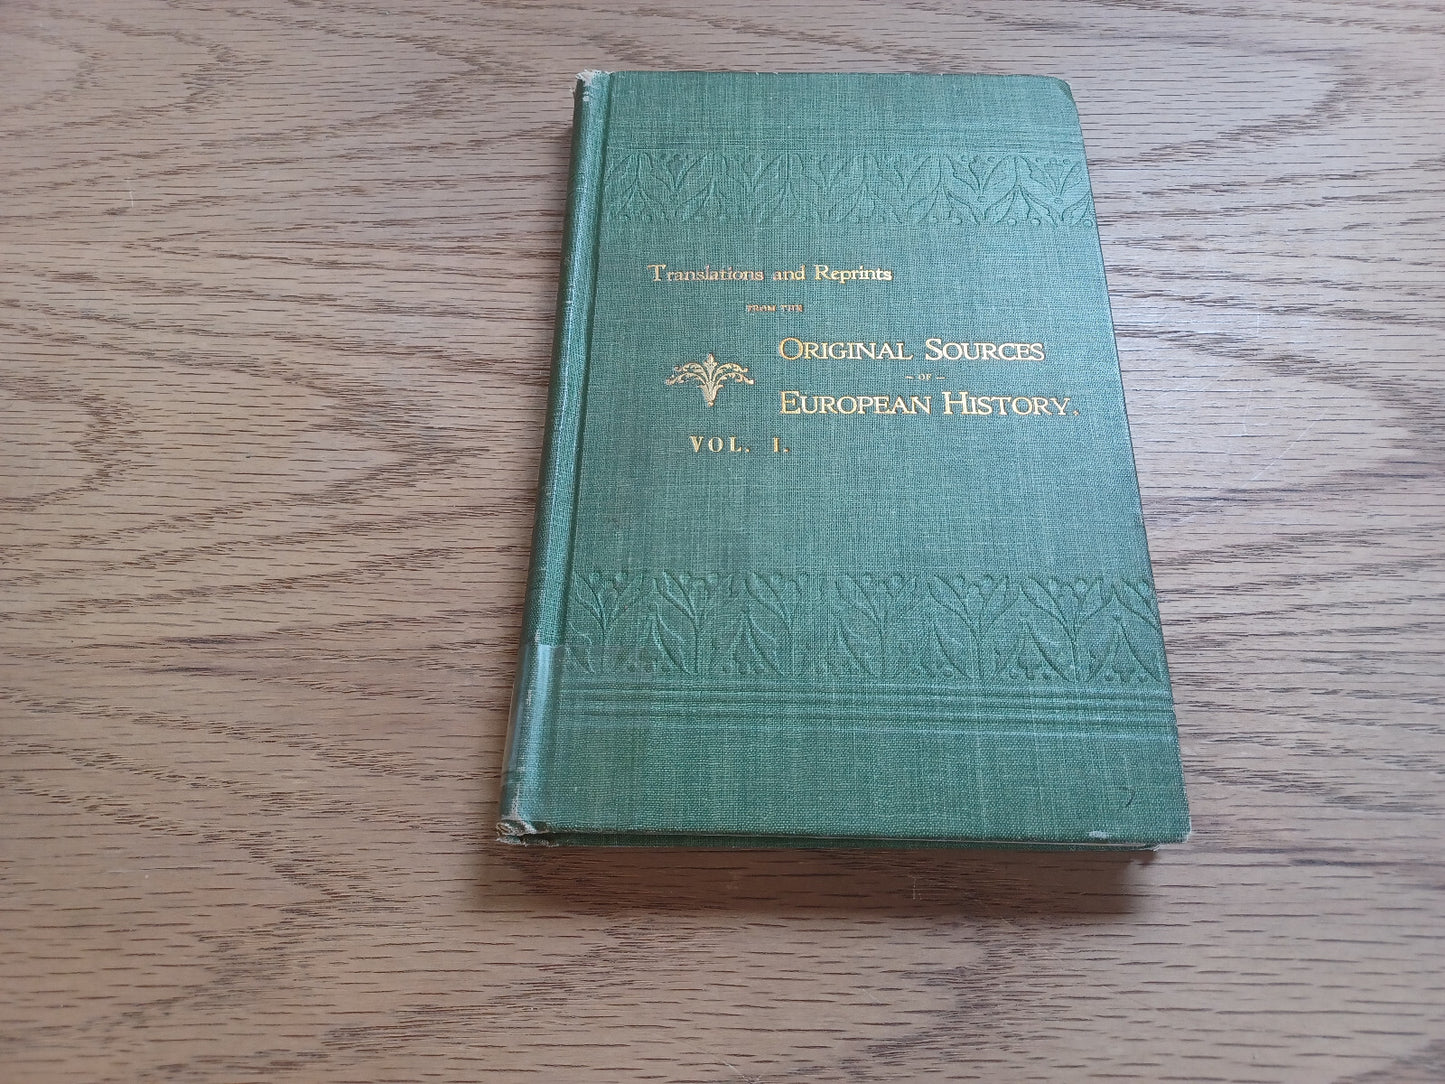 Translations and Reprints
FROM THE
ORIGINAL SOURCES
– OF –
EUROPEAN HISTORY.
VOL. I.